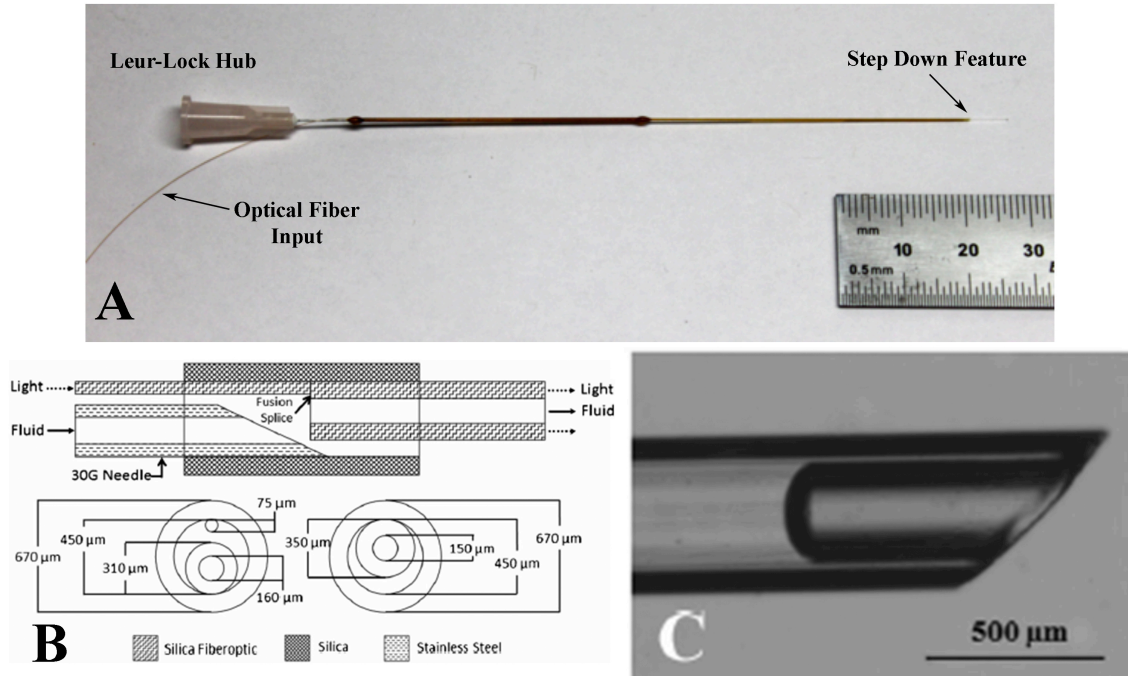 Leur-Lock Hub
Step Down Feature
Optical Fiber
Input
mm
10
20
30
0.5 mm
A
Light
Fusion
Splice
Light
Fluid
Fluid
30G Needle
75 µm
450 µm
350 µm
670 µm
670 µm
310 µm
150 µm
450 µm
160 µm
B
Silica Fiberoptic
Silica
Stainless Steel
C
500 µm